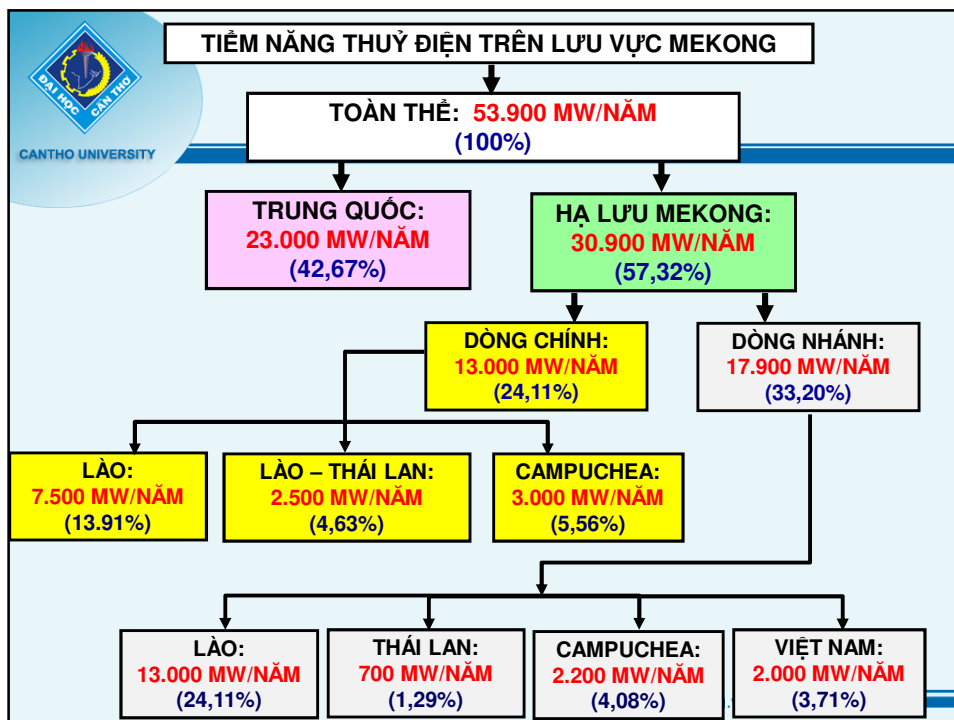 TIỀM NĂNG THUỶ ĐIỆN TRÊN LƯU VỰC MEKONG
ĐẠI HỌC CẦN THƠ
CANTHO UNIVERSITY
TOÀN THỂ: 53.900 MW/NĂM
(100%)
TRUNG QUỐC:
23.000 MW/NĂM
(42,67%)
HẠ LƯU MEKONG:
30.900 MW/NĂM
(57,32%)
DÒNG CHÍNH:
13.000 MW/NĂM
(24,11%)
DÒNG NHÁNH:
17.900 MW/NĂM
(33,20%)
LÀO:
7.500 MW/NĂM
(13.91%)
LÀO – THÁI LAN:
2.500 MW/NĂM
(4,63%)
CAMPUCHEA:
3.000 MW/NĂM
(5,56%)
LÀO:
13.000 MW/NĂM
(24,11%)
THÁI LAN:
700 MW/NĂM
(1,29%)
CAMPUCHEA:
2.200 MW/NĂM
(4,08%)
VIỆT NAM:
2.000 MW/NĂM
(3,71%)